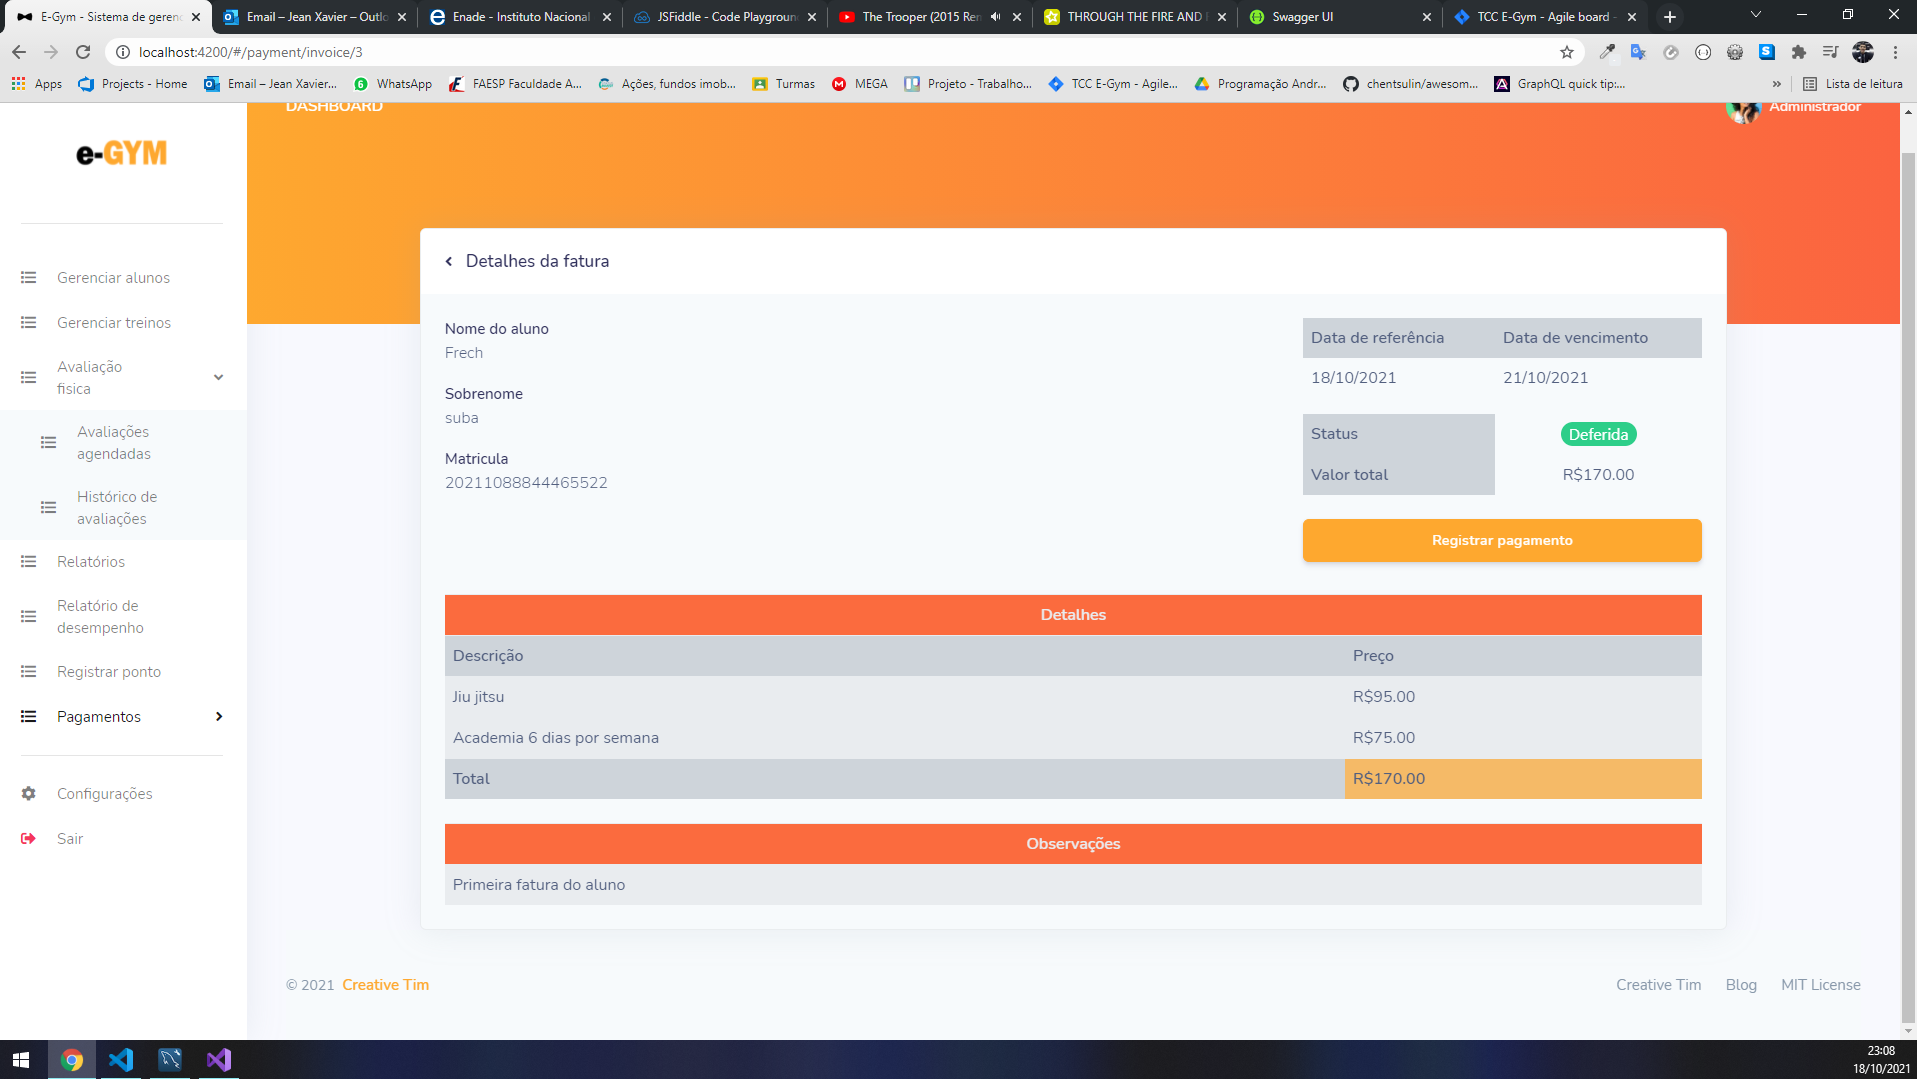 E-Gym - Sistema de gerenc
Email – Jean Xavier – Outlo
Enade - Instituto Nacional
JSFiddle - Code Playground
The Trooper (2015 Rem
THROUGH THE FIRE AND F
Swagger UI
TCC E-Gym - Agile board -
localhost:4200/#/payment/invoice/3
Apps
Projects - Home
Email – Jean Xavier...
WhatsApp
FAESP Faculdade A...
Ações, fundos imob...
Turmas
MEGA
Projeto - Trabalho...
TCC E-Gym - Agile...
Programação Andr...
chentsulin/awesom...
GraphQL quick tip:...
»
Lista de leitura
DASHBOARD
Administrador
e-GYM
Gerenciar alunos
Gerenciar treinos
Avaliação
fisica
Avaliações
agendadas
Histórico de
avaliações
Relatórios
Relatório de
desempenho
Registrar ponto
Pagamentos
Configurações
Sair
Detalhes da fatura
Nome do aluno
Frech
Sobrenome
suba
Matricula
20211088844465522
Data de referência Data de vencimento
18/10/2021 21/10/2021
Status Deferida
Valor total R$170.00
Registrar pagamento
Detalhes
Descrição Preço
Jiu jitsu R$95.00
Academia 6 dias por semana R$75.00
Total R$170.00
Observações
Primeira fatura do aluno
© 2021 Creative Tim
Creative Tim Blog MIT License
23:08
18/10/2021